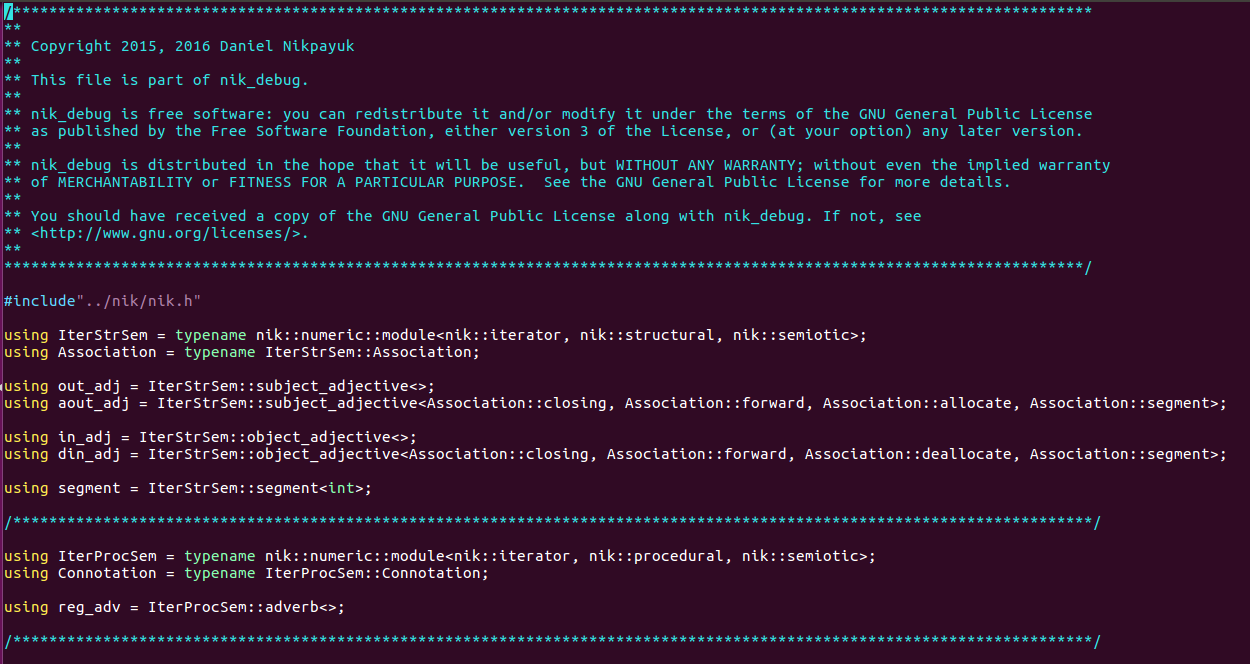 /************************************************************************************************************************
**
** Copyright 2015, 2016 Daniel Nikpayuk
**
** This file is part of nik_debug.
**
** nik_debug is free software: you can redistribute it and/or modify it under the terms of the GNU General Public License
** as published by the Free Software Foundation, either version 3 of the License, or (at your option) any later version.
**
** nik_debug is distributed in the hope that it will be useful, but WITHOUT ANY WARRANTY; without even the implied warranty
** of MERCHANTABILITY or FITNESS FOR A PARTICULAR PURPOSE.  See the GNU General Public License for more details.
**
** You should have received a copy of the GNU General Public License along with nik_debug. If not, see
** <http://www.gnu.org/licenses/>.
**
************************************************************************************************************************/
#include"../nik/nik.h"
using IterStrSem = typename nik::numeric::module<nik::iterator, nik::structural, nik::semiotic>;
using Association = typename IterStrSem::Association;
using out_adj = IterStrSem::subject_adjective<>;
using aout_adj = IterStrSem::subject_adjective<Association::closing, Association::forward, Association::allocate, Association::segment>;
using in_adj = IterStrSem::object_adjective<>;
using din_adj = IterStrSem::object_adjective<Association::closing, Association::forward, Association::deallocate, Association::segment>;
using segment = IterStrSem::segment<int>;
/************************************************************************************************************************/
using IterProcSem = typename nik::numeric::module<nik::iterator, nik::procedural, nik::semiotic>;
using Connotation = typename IterProcSem::Connotation;
using reg_adv = IterProcSem::adverb<>;
/************************************************************************************************************************/